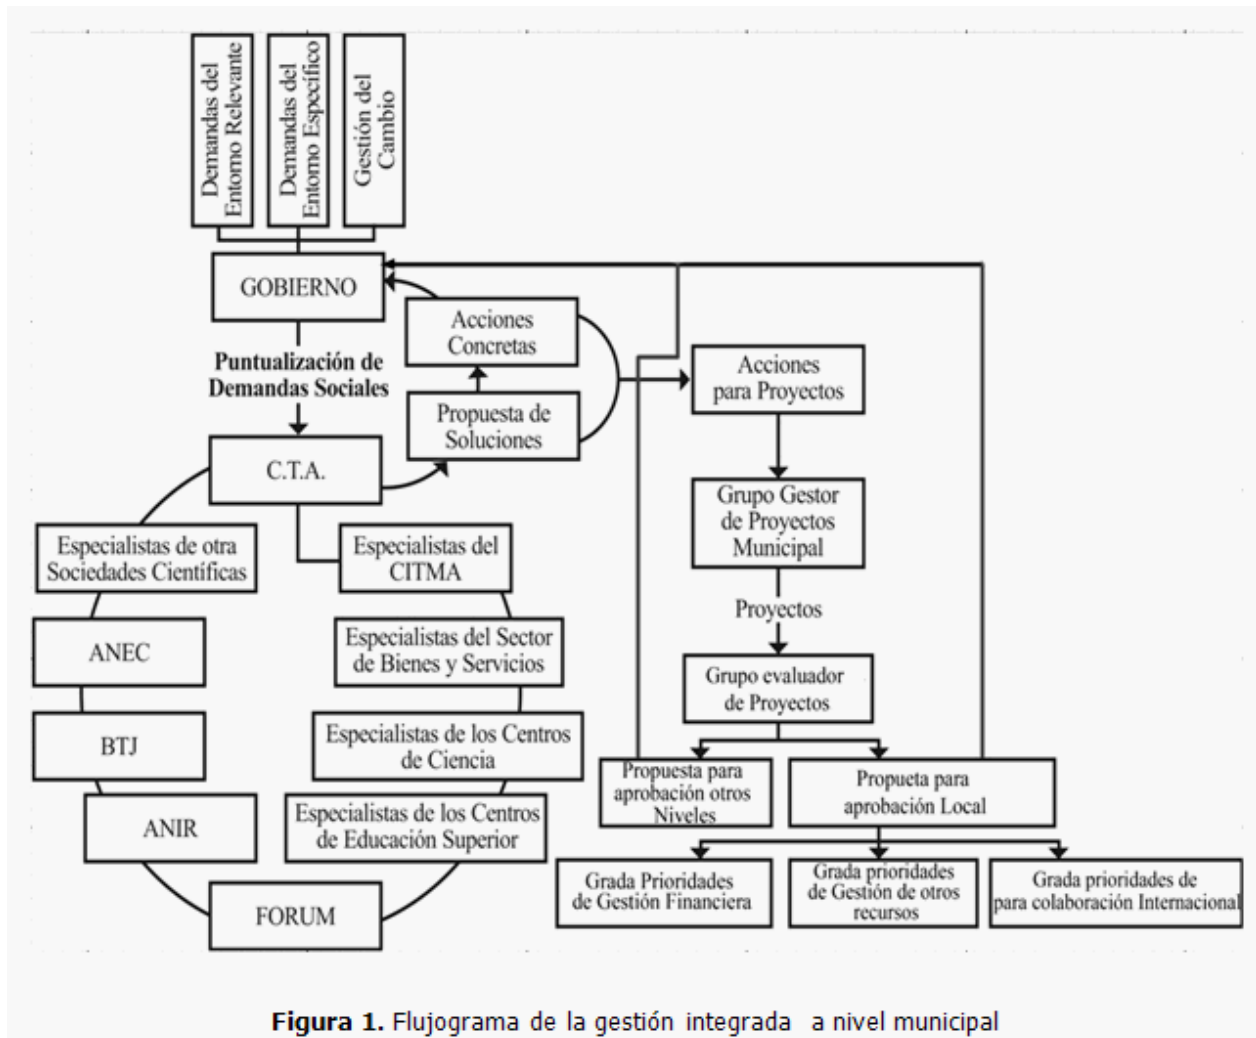 Demandas del
Entorno Relevante
Demandas del
Entorno Específico
Gestión del
Cambio
GOBIERNO
Puntualización de
Demandas Sociales
Acciones
Concretas
Propuesta de
Soluciones
C.T.A.
Especialistas de otra
Sociedades Científicas
ANEC
BTJ
ANIR
FORUM
Especialistas del
CITMA
Especialistas del Sector
de Bienes y Servicios
Especialistas de los Centros
de Ciencia
Especialistas de los Centros
de Educación Superior
Acciones
para Proyectos
Grupo Gestor
de Proyectos
Municipal
Proyectos
Grupo evaluador
de Proyectos
Propuesta para
aprobación otros
Niveles
Propueta para
aprobación Local
Grada Prioridades
de Gestión Financiera
Grada prioridades
de Gestión de otros
recursos
Grada prioridades de
para colaboración Internacional
Figura 1. Flujograma de la gestión integrada a nivel municipal